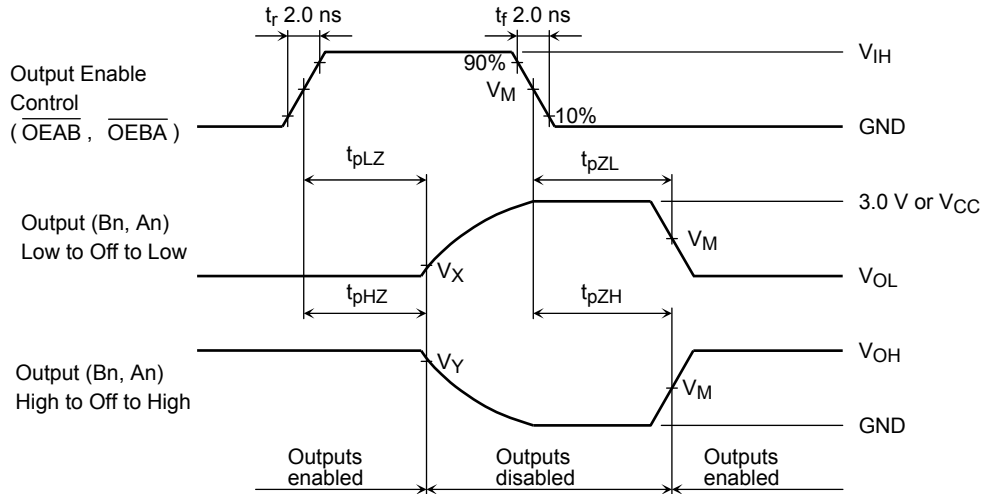 tr 2.0 ns
tf 2.0 ns
Output Enable
Control
( OEAB , OEBA )
90%
VM
10%
VIH
GND
tpLZ
tpZL
Output (Bn, An)
Low to Off to Low
VX
VM
3.0 V or VCC
VOL
tpHZ
tpZH
Output (Bn, An)
High to Off to High
VY
VM
VOH
GND
Outputs
enabled
Outputs
disabled
Outputs
enabled